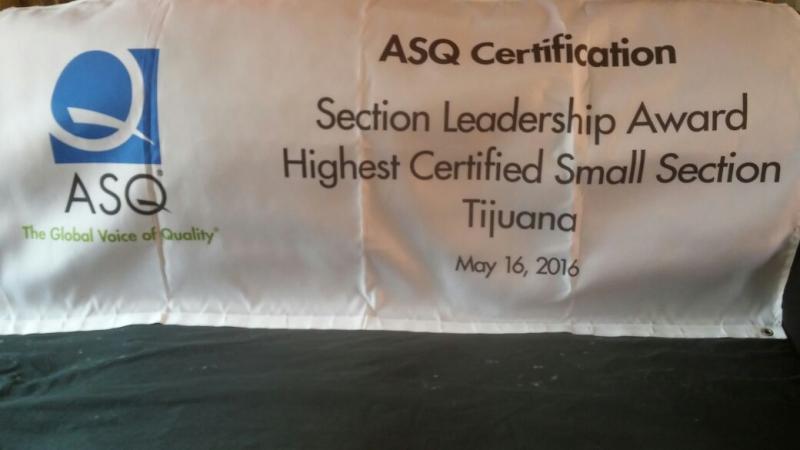 ASQ®
The Global Voice of Quality®
ASQ Certification
Section Leadership Award
Highest Certified Small Section
Tijuana
May 16, 2016